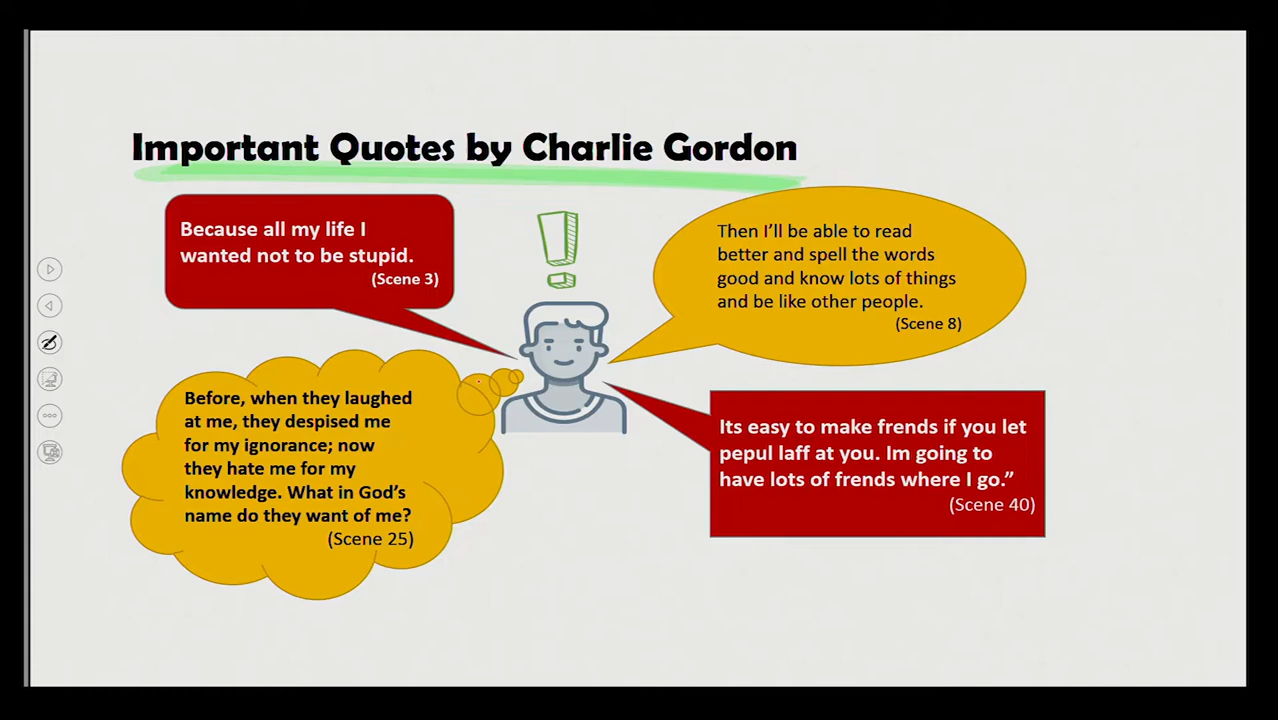 Important Quotes by Charlie Gordon
Because all my life I
wanted not to be stupid.
(Scene 3)
Then I’ll be able to read
better and spell the words
good and know lots of things
and be like other people.
(Scene 8)
Before, when they laughed
at me, they despised me
for my ignorance; now
they hate me for my
knowledge. What in God’s
name do they want of me?
(Scene 25)
Its easy to make frends if you let
pepul laff at you. Im going to
have lots of frends where I go.”
(Scene 40)